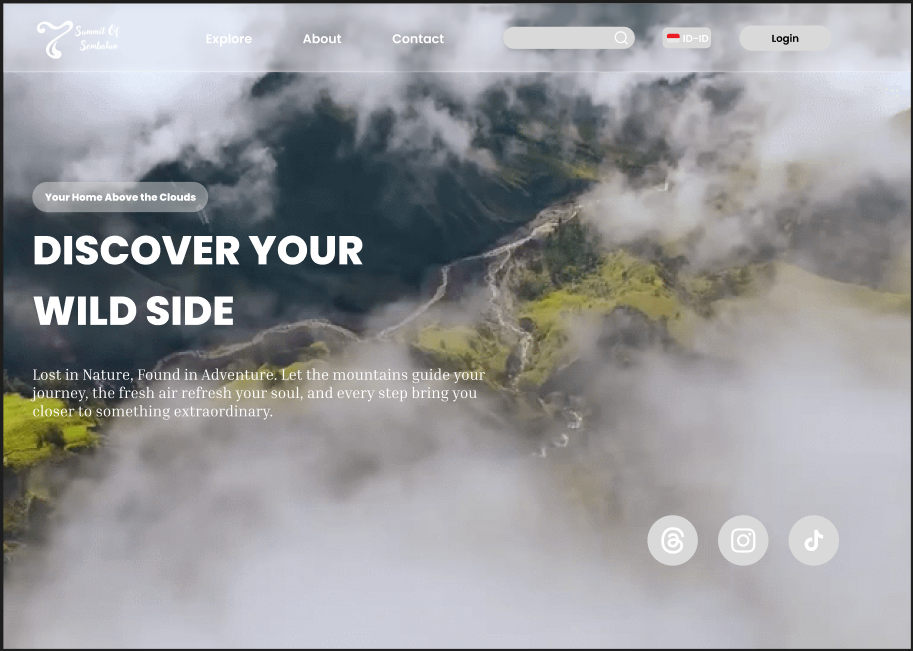 Summit Of
Sembalun
Explore
About
Contact
ID-ID
Login
Your Home Above the Clouds
DISCOVER YOUR
WILD SIDE
Lost in Nature, Found in Adventure. Let the mountains guide your
journey, the fresh air refresh your soul, and every step bring you
closer to something extraordinary.